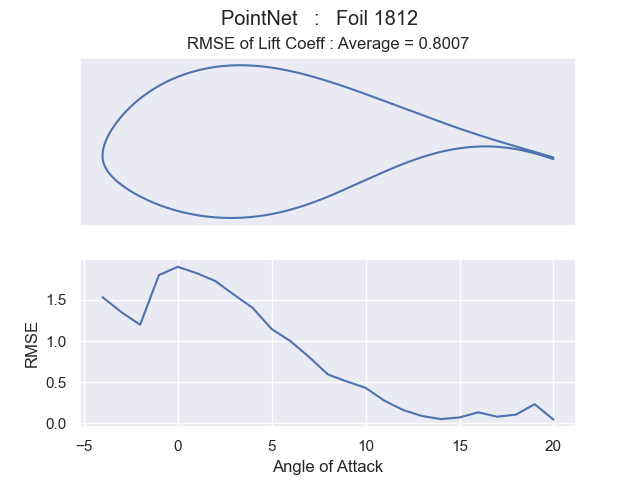 PointNet : Foil 1812
RMSE of Lift Coeff : Average = 0.8007
1.5
1.0
0.5
0.0
RMSE
−5 0 5 10 15 20
Angle of Attack